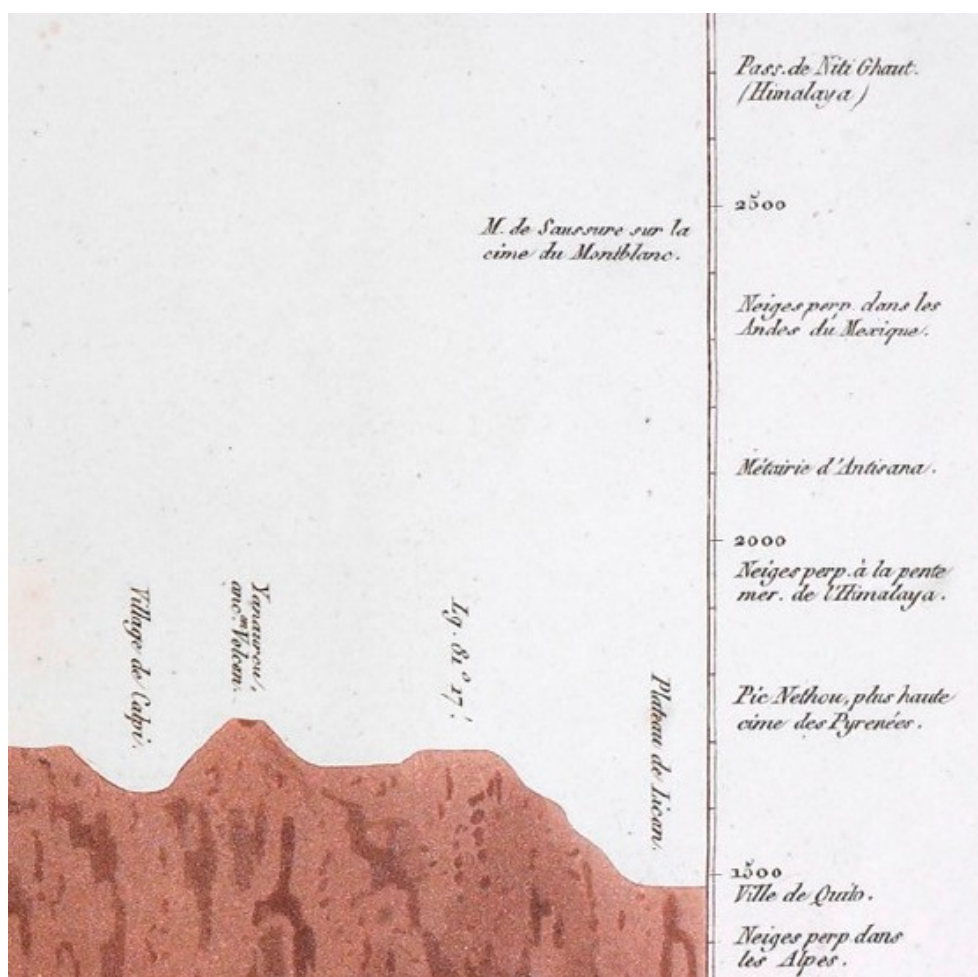 Pass. de Niti Ghaut.
(Himalaya)
2500
M. de Saussure sur la
cime du Montblanc.
Neiges perp. dans les
Andes du Mexique.
Métairie d'Antisana.
2000
Neiges perp. à la pente
mer. de l'Himalaya.
Village de Calpi.
Yanaurcu,
anc.en Volcan.
Lg. 81° 17'.
Plateau de Lican.
Pic Nethou, plus haute
cime des Pyrenées.
1500
Ville de Quito.
Neiges perp. dans
les Alpes.